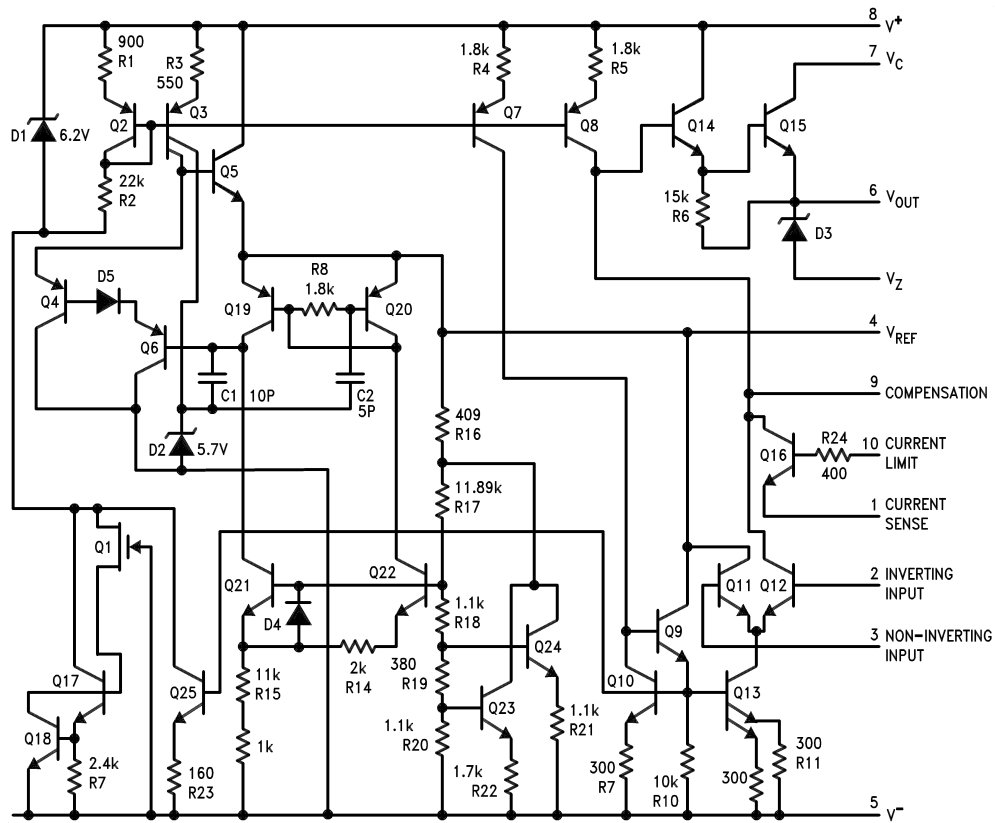 8 V+
7 VC
900
R1
R3
550
1.8k
R4
1.8k
R5
D1
6.2V
Q2
Q3
Q7
Q8
Q14
Q15
Q5
22k
R2
15k
R6
6 VOUT
D3
VZ
D5
Q4
Q6
R8
1.8k
Q19
Q20
4 VREF
C1 10P
C2
5P
9 COMPENSATION
409
R16
D2 5.7V
Q16
R24
400
10 CURRENT
LIMIT
11.89k
R17
1 CURRENT
SENSE
Q1
Q21
Q22
D4
1.1k
R18
Q11
Q12
2 INVERTING
INPUT
3 NON-INVERTING
INPUT
Q9
2k
R14
380
R19
Q24
Q17
Q25
11k
R15
Q10
Q13
Q18
Q23
1.1k
R20
1.1k
R21
2.4k
R7
160
R23
1k
1.7k
R22
300
R7
10k
R10
300
300
R11
5 V−